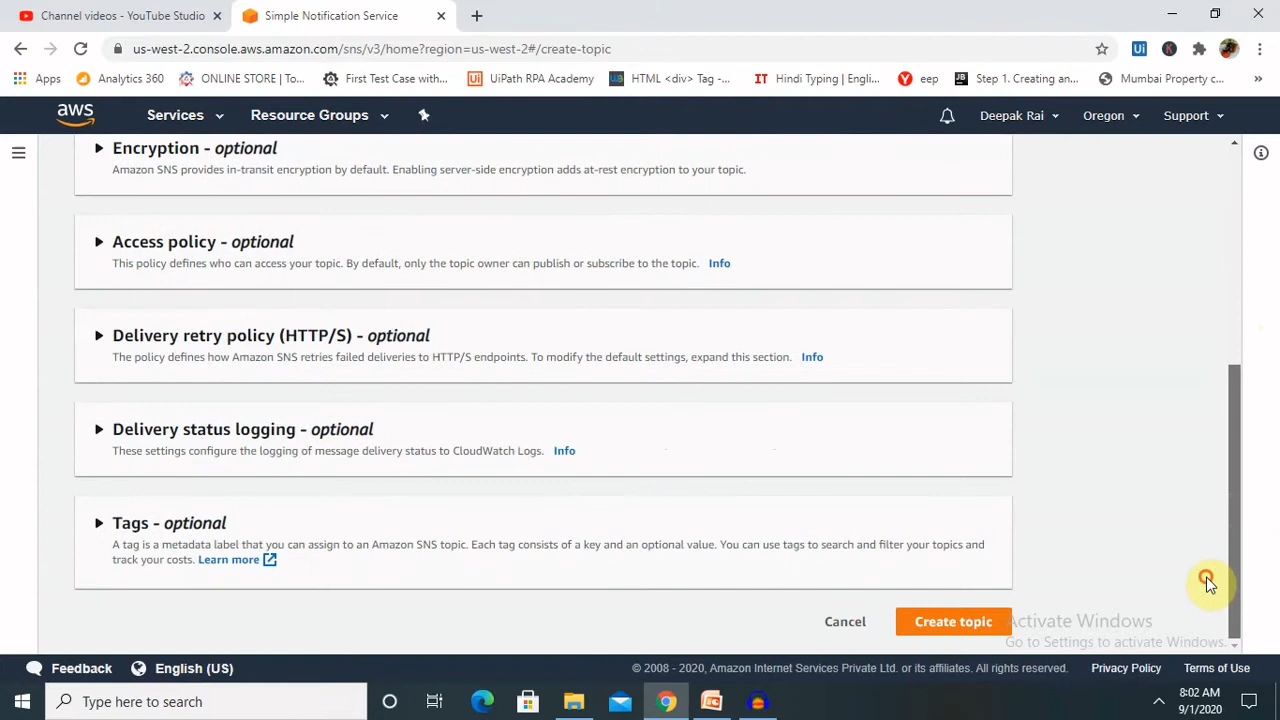 Channel videos - YouTube Studio
Simple Notification Service
us-west-2.console.aws.amazon.com/sns/v3/home?region=us-west-2#/create-topic
Apps
Analytics 360
ONLINE STORE | To...
First Test Case with...
UiPath RPA Academy
HTML <div> Tag -...
IT Hindi Typing | Engli...
eep
Step 1. Creating an...
Mumbai Property c...
aws
Services
Resource Groups
Deepak Rai
Oregon
Support
Encryption - optional
Amazon SNS provides in-transit encryption by default. Enabling server-side encryption adds at-rest encryption to your topic.
Access policy - optional
This policy defines who can access your topic. By default, only the topic owner can publish or subscribe to the topic. Info
Delivery retry policy (HTTP/S) - optional
The policy defines how Amazon SNS retries failed deliveries to HTTP/S endpoints. To modify the default settings, expand this section. Info
Delivery status logging - optional
These settings configure the logging of message delivery status to CloudWatch Logs. Info
Tags - optional
A tag is a metadata label that you can assign to an Amazon SNS topic. Each tag consists of a key and an optional value. You can use tags to search and filter your topics and
track your costs. Learn more
Cancel
Create topic
Activate Windows
Go to Settings to activate Windows.
Feedback
English (US)
© 2008 - 2020, Amazon Internet Services Private Ltd. or its affiliates. All rights reserved.
Privacy Policy
Terms of Use
Type here to search
8:02 AM
9/1/2020